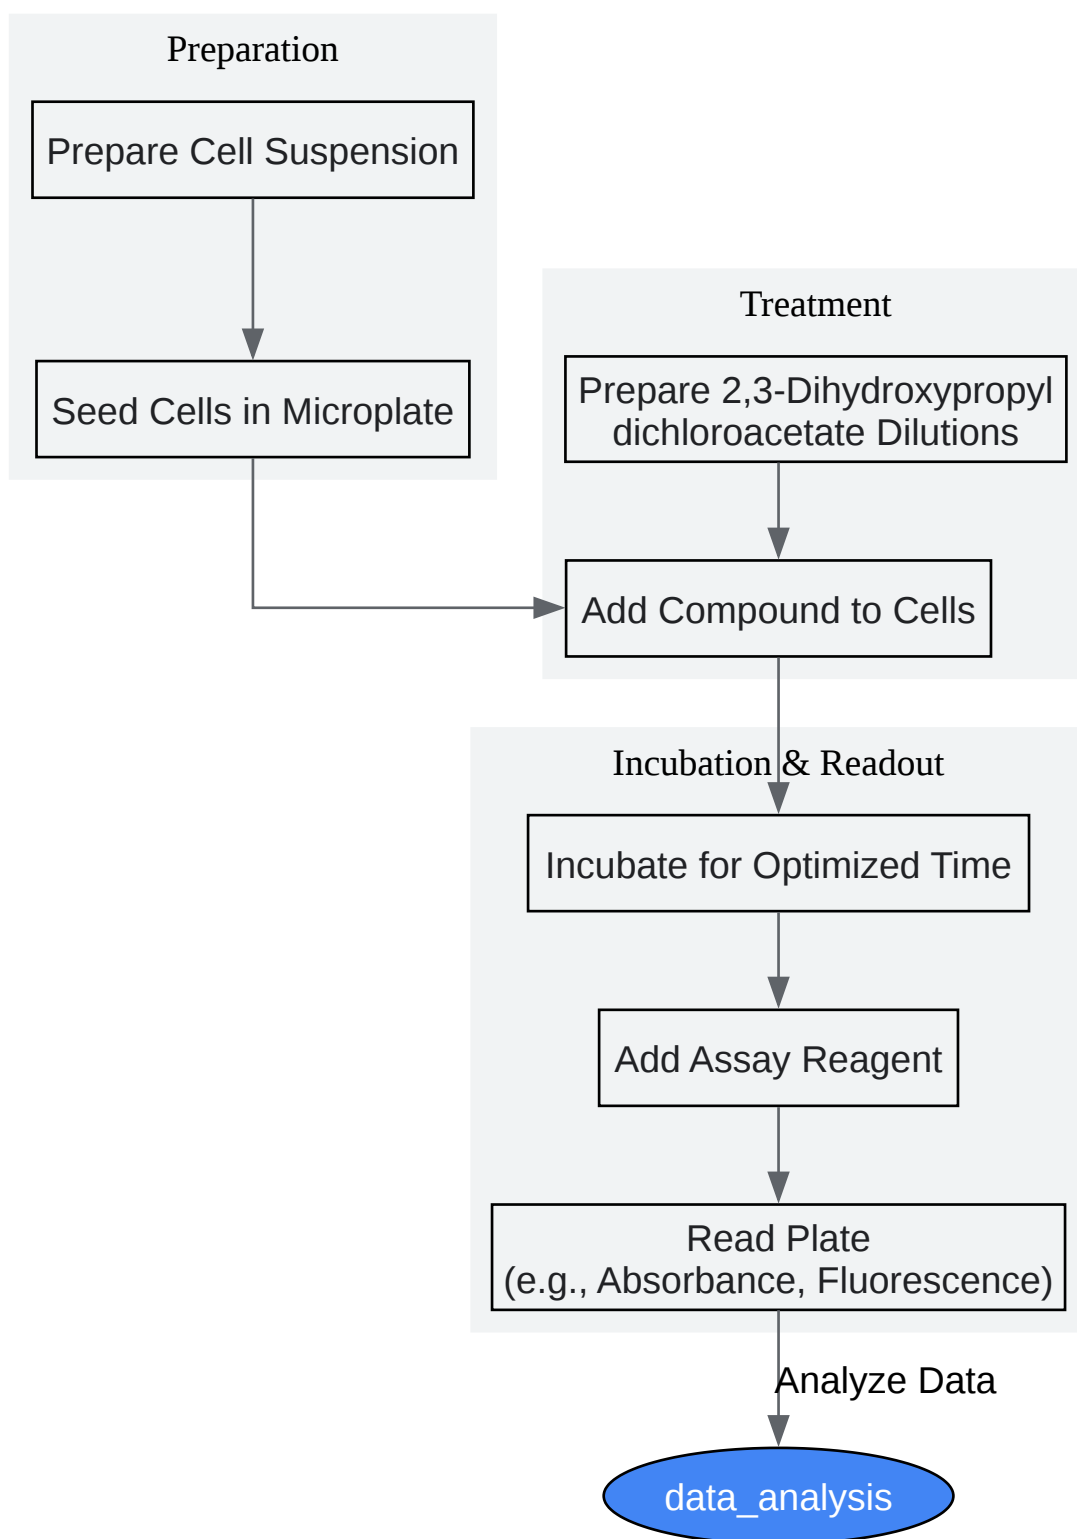 Preparation
Prepare Cell Suspension
Seed Cells in Microplate
Treatment
Prepare 2,3-Dihydroxypropyl
dichloroacetate Dilutions
Add Compound to Cells
Incubation & Readout
Incubate for Optimized Time
Add Assay Reagent
Read Plate
(e.g., Absorbance, Fluorescence)
Analyze Data
data_analysis